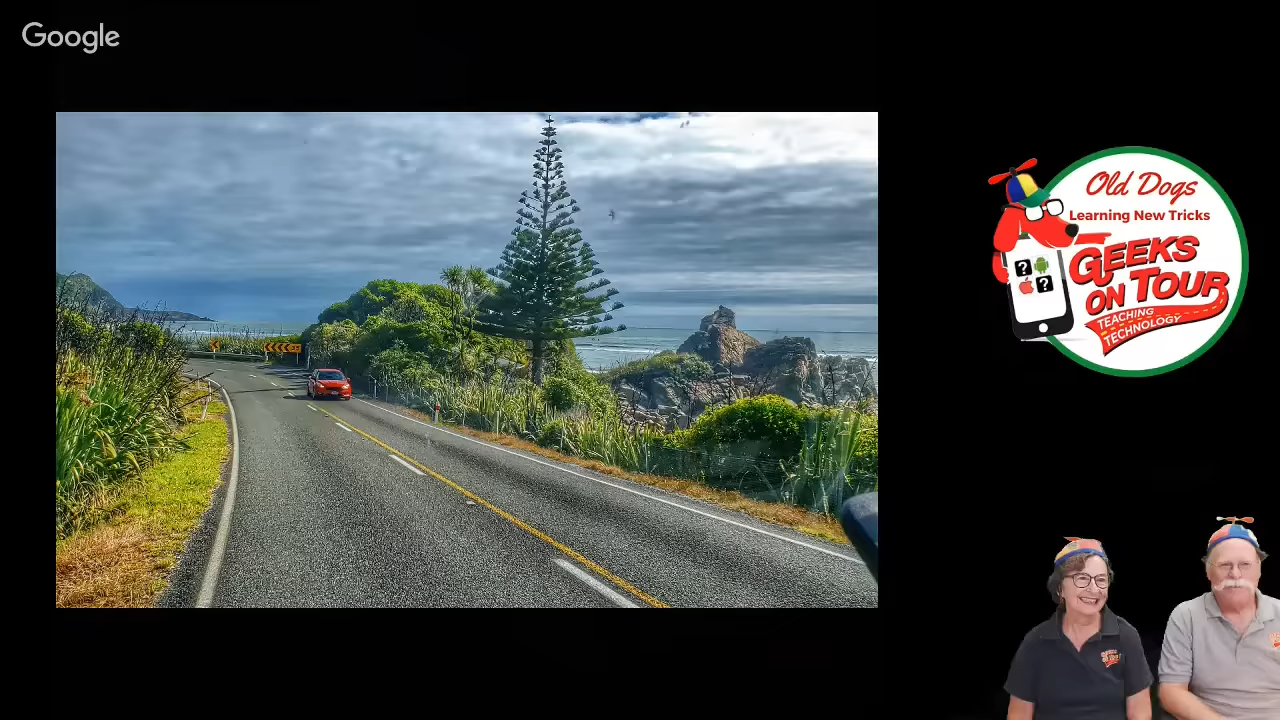 Google
Old Dogs
Learning New Tricks
GEEKS
ON TOUR
TEACHING
TECHNOLOGY